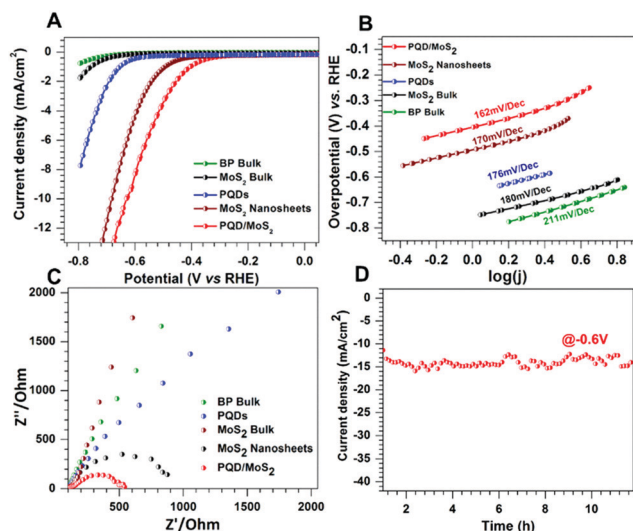 A
Current density (mA/cm²)
0
-2
-4
-6
-8
-10
-12
BP Bulk
MoS₂ Bulk
PQDs
MoS₂ Nanosheets
PQD/MoS₂
-0.8
-0.6
-0.4
-0.2
0.0
Potential (V vs RHE)
B
Overpotential (V) vs. RHE
-0.1
-0.2
-0.3
-0.4
-0.5
-0.6
-0.7
-0.8
PQD/MoS₂
MoS₂ Nanosheets
PQDs
MoS₂ Bulk
BP Bulk
162mV/Dec
170mV/Dec
176mV/Dec
180mV/Dec
211mV/Dec
-0.4
0.0
0.4
0.8
log(j)
C
Z''/Ohm
2000
1500
1000
500
0
BP Bulk
PQDs
MoS₂ Bulk
MoS₂ Nanosheets
PQD/MoS₂
0
500
1000
1500
2000
Z'/Ohm
D
Current density (mA/cm²)
0
-5
-10
-15
-20
-25
-30
-35
-40
@-0.6V
2
4
6
8
10
Time (h)